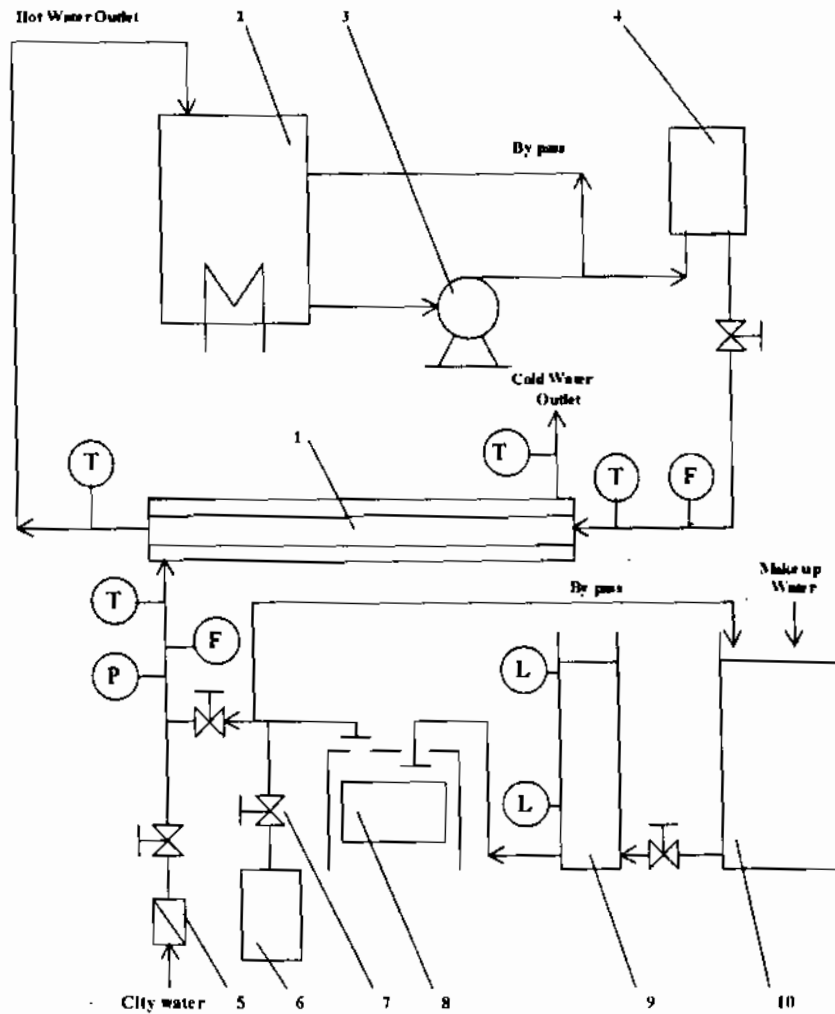 Hot Water Outlet
2
3
4
By pass
Cold Water
Outlet
1
T
T
T
F
By pass
Make up
Water
T
F
P
L
L
City water
5
6
7
8
9
10